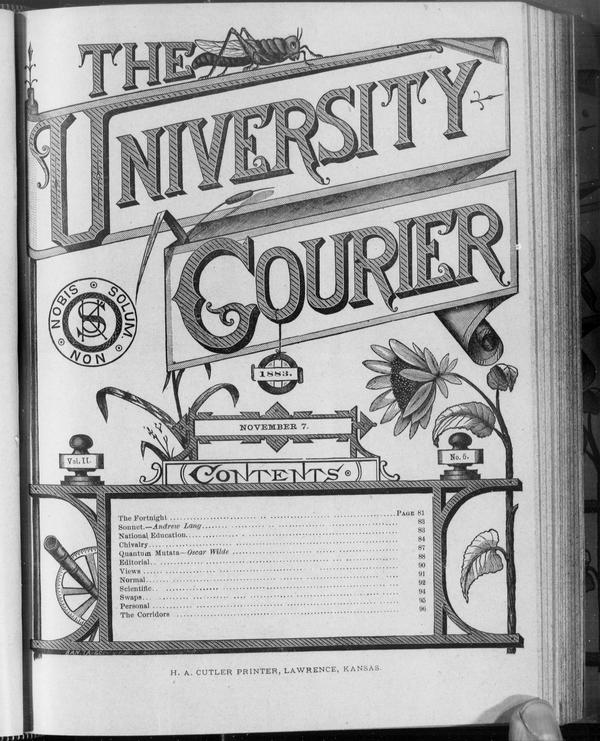 THE
UNIVERSITY
COURIER
NON NOBIS SOLUM.
1883.
NOVEMBER 7.
Vol. II.
No. 5.
CONTENTS
The Fortnight PAGE 81
Sonnet.—Andrew Lang 83
National Education 83
Chivalry 84
Quantum Mutata—Oscar Wilde 87
Editorial 88
Views 90
Normal 91
Scientific 92
Swaps 94
Personal 95
The Corridors 96
H. A. CUTLER PRINTER, LAWRENCE, KANSAS.